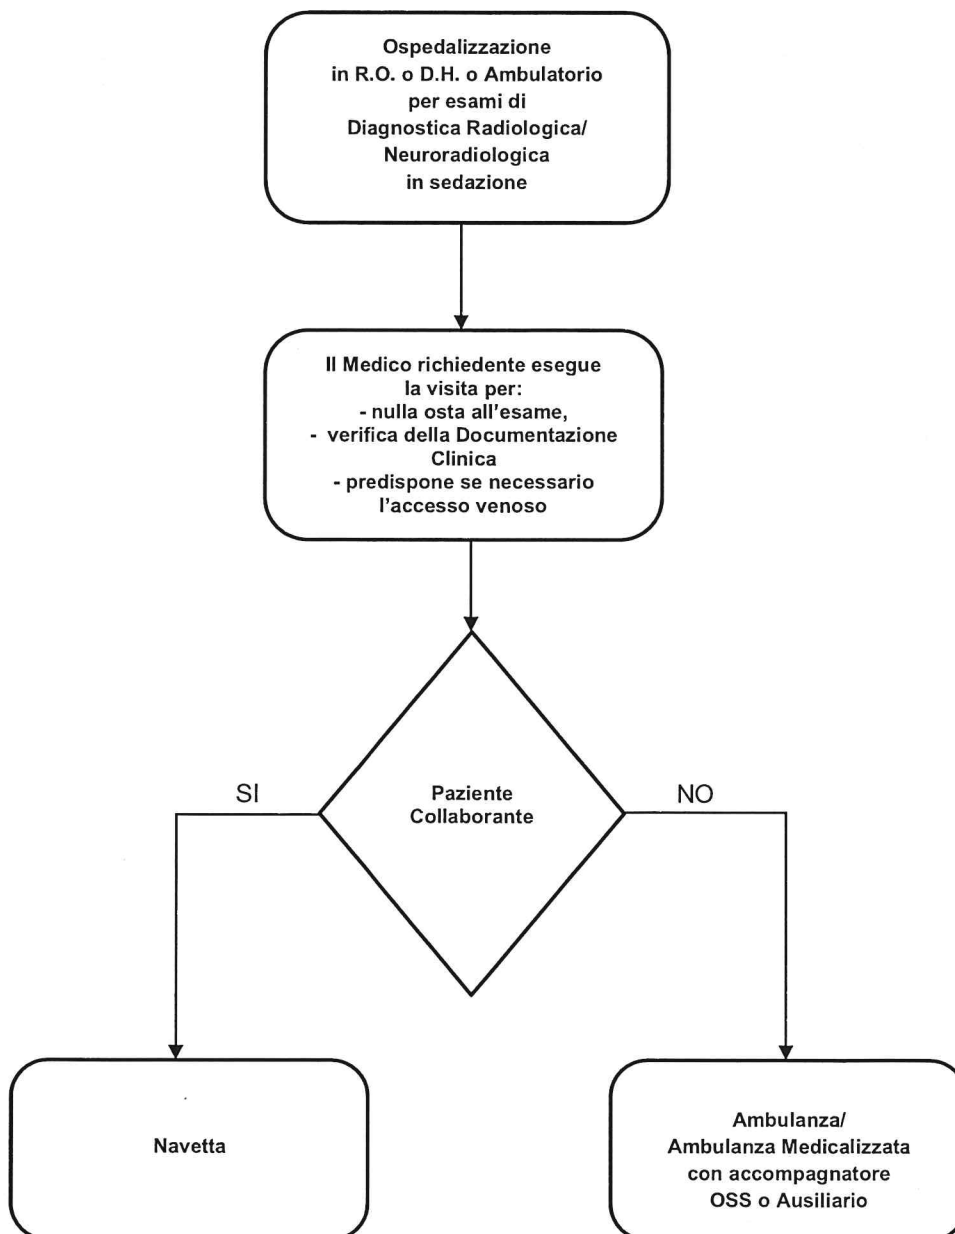 Ospedalizzazione
in R.O. o D.H. o Ambulatorio
per esami di
Diagnostica Radiologica/
Neuroradiologica
in sedazione
Il Medico richiedente esegue
la visita per:
- nulla osta all'esame,
- verifica della Documentazione
Clinica
- predispone se necessario
l'accesso venoso
SI
Paziente
Collaborante
NO
Navetta
Ambulanza/
Ambulanza Medicalizzata
con accompagnatore
OSS o Ausiliario